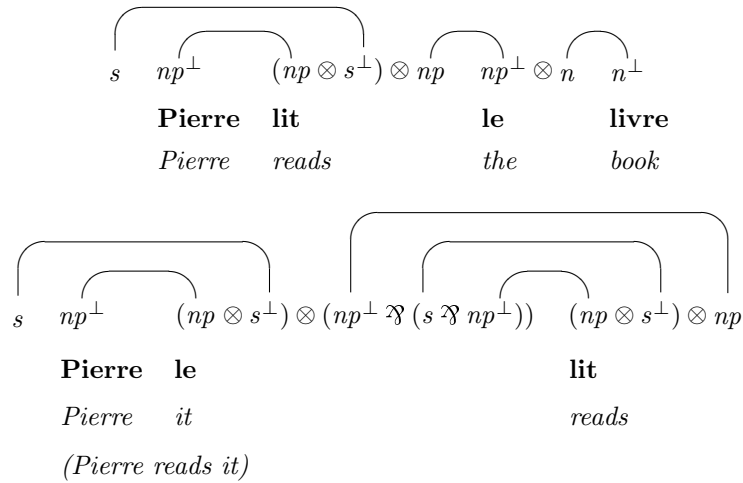 s np⊥ (np ⊗ s⊥) ⊗ np np⊥ ⊗ n n⊥
Pierre lit le livre
Pierre reads the book
s np⊥ (np ⊗ s⊥) ⊗ (np⊥ ⅋ (s ⅋ np⊥)) (np ⊗ s⊥) ⊗ np
Pierre le lit
Pierre it reads
(Pierre reads it)